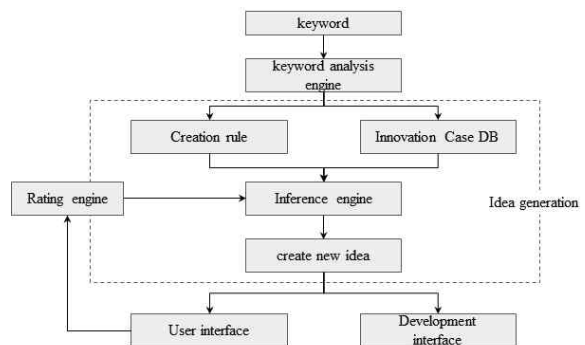 keyword
keyword analysis
engine
Creation rule
Innovation Case DB
Rating engine
Inference engine
Idea generation
create new idea
User interface
Development
interface